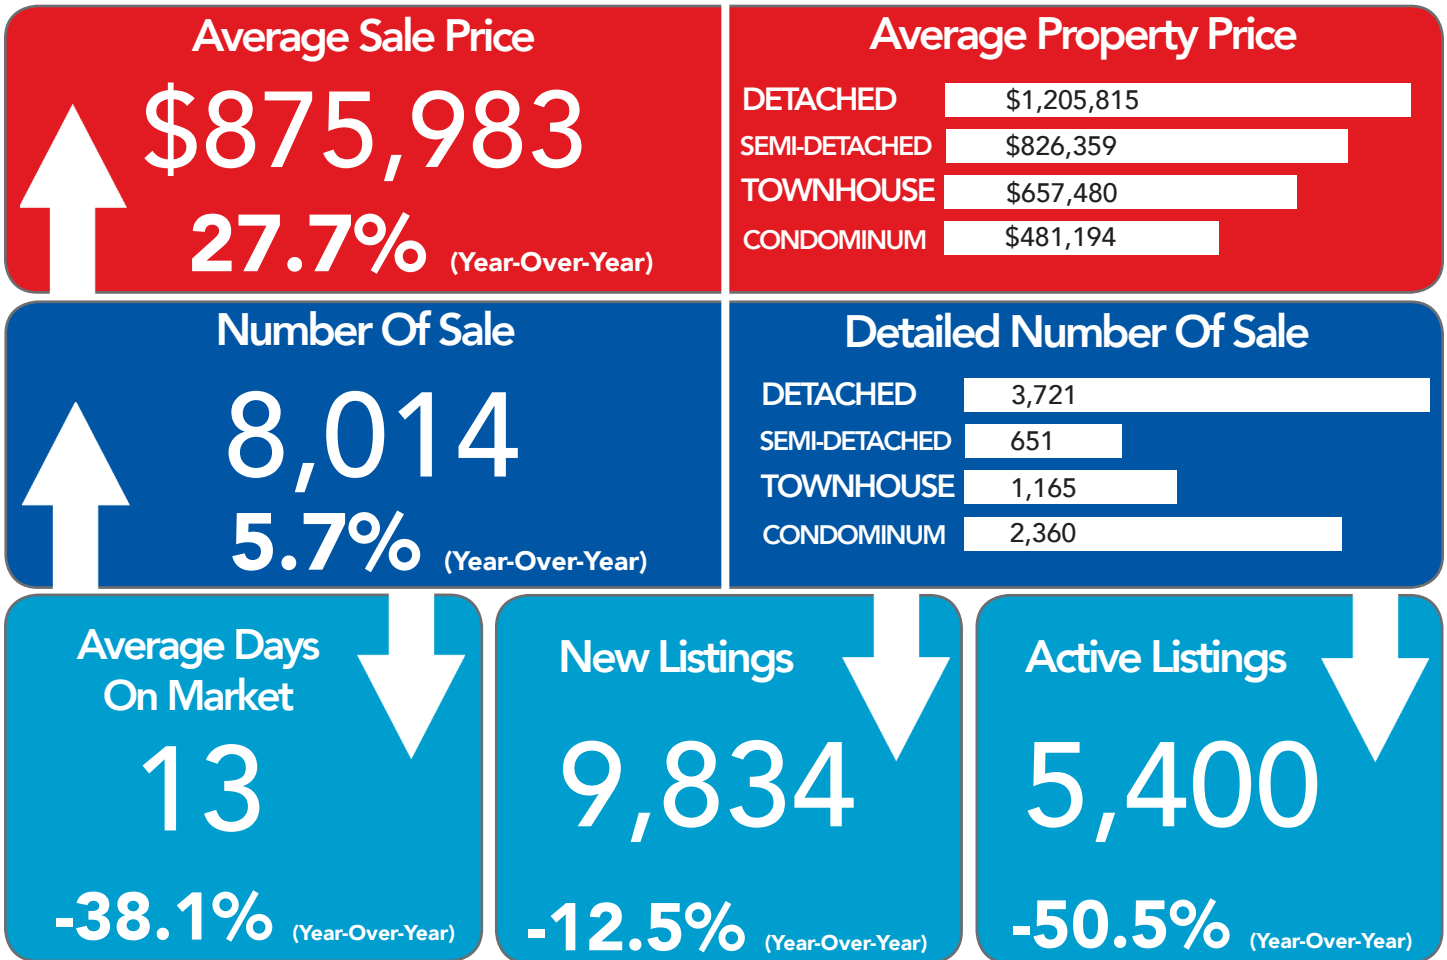 Average Sale Price
$875,983
27.7% (Year-Over-Year)
Average Property Price
DETACHED $1,205,815
SEMI-DETACHED $826,359
TOWNHOUSE $657,480
CONDOMINUM $481,194
Number Of Sale
8,014
5.7% (Year-Over-Year)
Detailed Number Of Sale
DETACHED 3,721
SEMI-DETACHED 651
TOWNHOUSE 1,165
CONDOMINUM 2,360
Average Days
On Market
13
-38.1% (Year-Over-Year)
New Listings
9,834
-12.5% (Year-Over-Year)
Active Listings
5,400
-50.5% (Year-Over-Year)